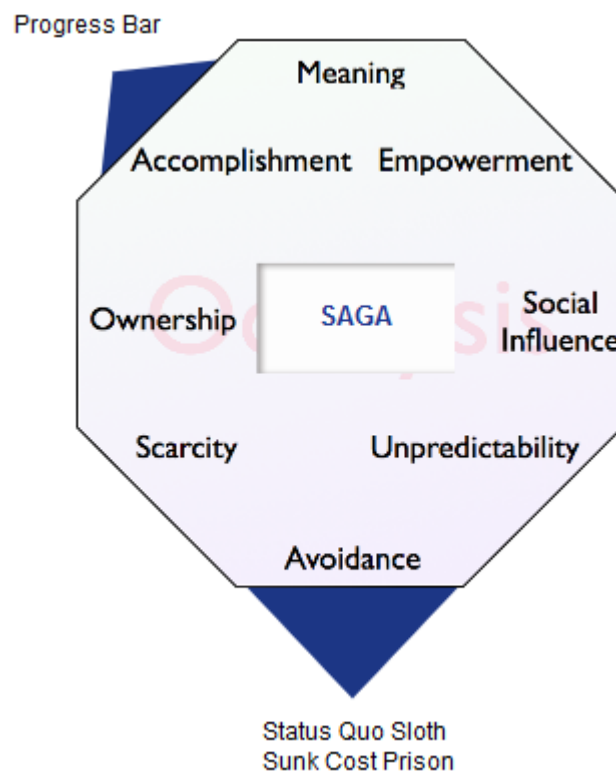 Progress Bar
Meaning
Accomplishment Empowerment
Ownership
SAGA
Social
Influence
Scarcity
Unpredictability
Avoidance
Status Quo Sloth
Sunk Cost Prison